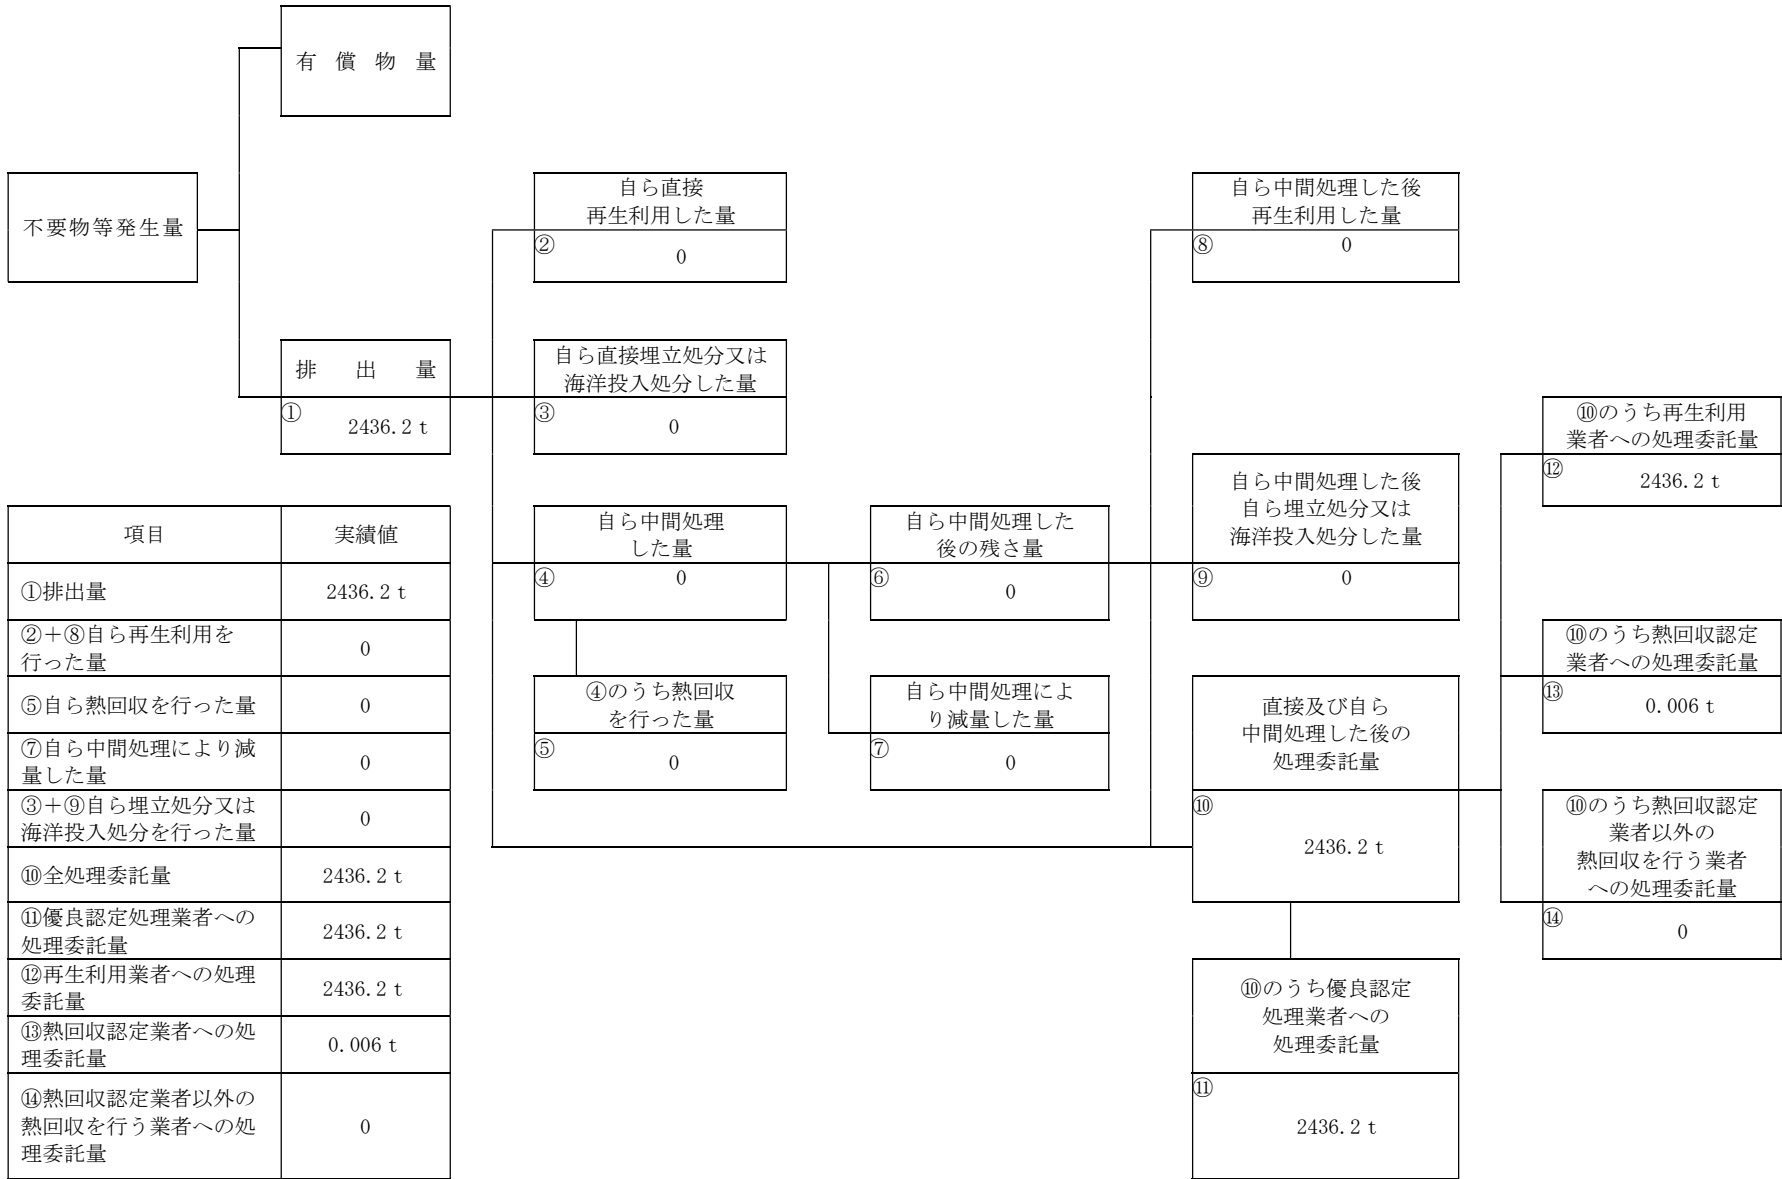 有償物量
不要物等発生量
自ら直接
再生利用した量
②
0
自ら中間処理した後
再生利用した量
⑧
0
排出量
①
2436.2 t
自ら直接埋立処分又は
海洋投入処分した量
③
0
⑩のうち再生利用
業者への処理委託量
⑫
2436.2 t
自ら中間処理
した量
④
0
自ら中間処理した
後の残さ量
⑥
0
自ら中間処理した後
自ら埋立処分又は
海洋投入処分した量
⑨
0
⑩のうち熱回収認定
業者への処理委託量
⑬
0.006 t
④のうち熱回収
を行った量
⑤
0
自ら中間処理によ
り減量した量
⑦
0
直接及び自ら
中間処理した後の
処理委託量
⑩
2436.2 t
⑩のうち熱回収認定
業者以外の
熱回収を行う業者
への処理委託量
⑭
0
⑩のうち優良認定
処理業者への
処理委託量
⑪
2436.2 t
項目 実績値
①排出量 2436.2 t
②＋⑧自ら再生利用を
行った量 0
⑤自ら熱回収を行った量 0
⑦自ら中間処理により減
量した量 0
③＋⑨自ら埋立処分又は
海洋投入処分を行った量 0
⑩全処理委託量 2436.2 t
⑪優良認定処理業者への
処理委託量 2436.2 t
⑫再生利用業者への処理
委託量 2436.2 t
⑬熱回収認定業者への処
理委託量 0.006 t
⑭熱回収認定業者以外の
熱回収を行う業者への処
理委託量 0